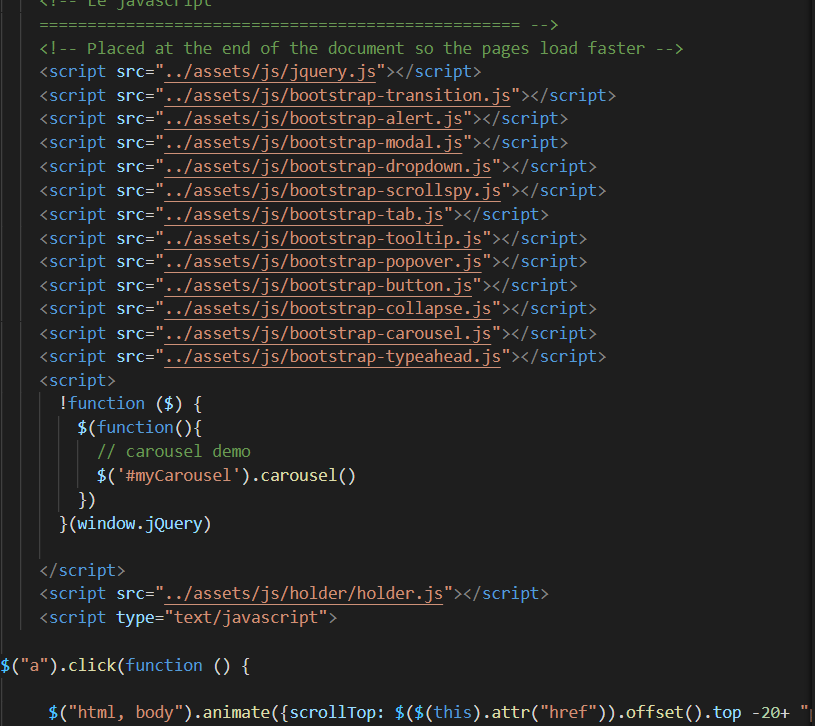 <!-- Le javascript
================================================== -->
<!-- Placed at the end of the document so the pages load faster -->
<script src="../assets/js/jquery.js"></script>
<script src="../assets/js/bootstrap-transition.js"></script>
<script src="../assets/js/bootstrap-alert.js"></script>
<script src="../assets/js/bootstrap-modal.js"></script>
<script src="../assets/js/bootstrap-dropdown.js"></script>
<script src="../assets/js/bootstrap-scrollspy.js"></script>
<script src="../assets/js/bootstrap-tab.js"></script>
<script src="../assets/js/bootstrap-tooltip.js"></script>
<script src="../assets/js/bootstrap-popover.js"></script>
<script src="../assets/js/bootstrap-button.js"></script>
<script src="../assets/js/bootstrap-collapse.js"></script>
<script src="../assets/js/bootstrap-carousel.js"></script>
<script src="../assets/js/bootstrap-typeahead.js"></script>
<script>
!function ($) {
$(function(){
// carousel demo
$('#myCarousel').carousel()
})
}(window.jQuery)
</script>
<script src="../assets/js/holder/holder.js"></script>
<script type="text/javascript">
$("a").click(function () {
$("html, body").animate({scrollTop: $($(this).attr("href")).offset().top -20+ "